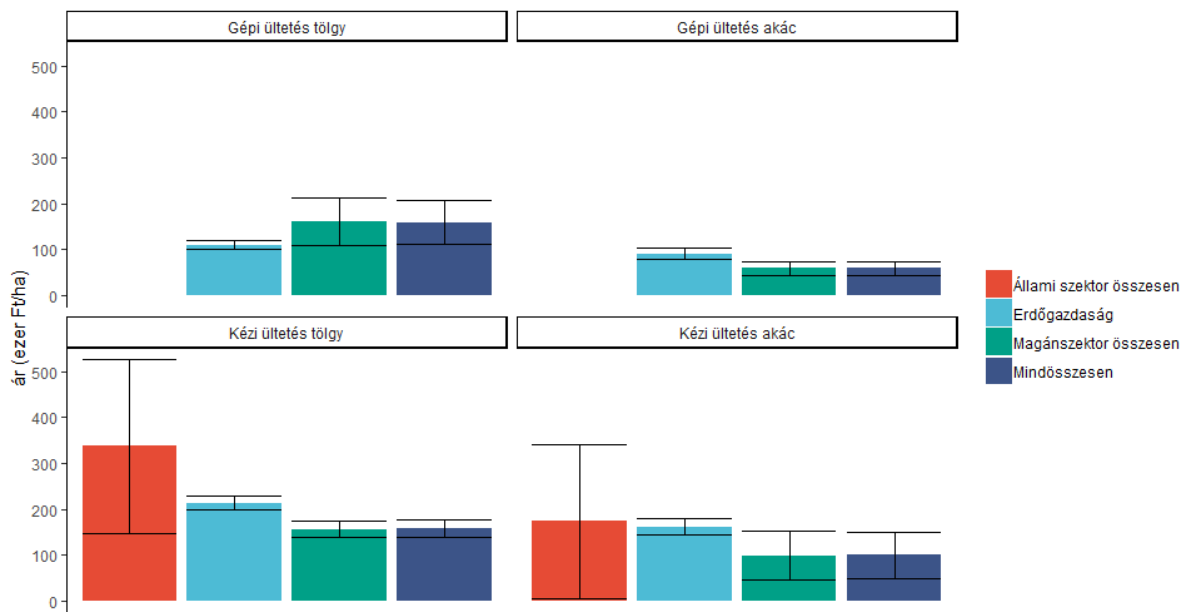 Gépi ültetés tölgy
Gépi ültetés akác
500
400
300
200
100
0
Kézi ültetés tölgy
Kézi ültetés akác
500
400
300
200
100
0
ár (ezer Ft/ha)
Állami szektor összesen
Erdőgazdaság
Magánszektor összesen
Mindösszesen